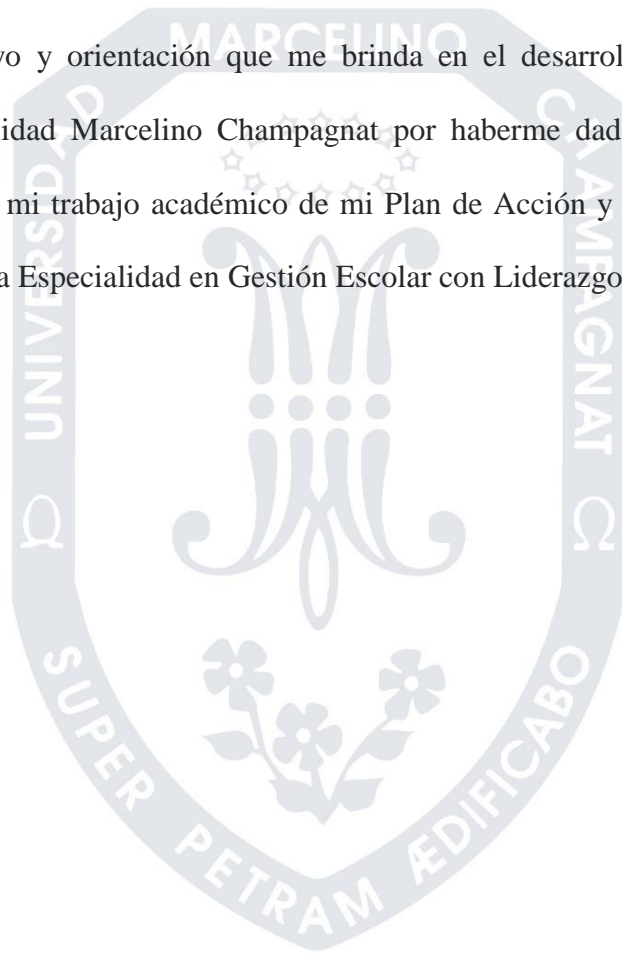 vo y orientación que me brinda en el desarrol
idad Marcelino Champagnat por haberme dad
mi trabajo académico de mi Plan de Acción y
a Especialidad en Gestión Escolar con Liderazgo
UNIVERSIDAD
MARCELINO
CHAMPAGNAT
SUPER PETRAM ÆDIFICABO